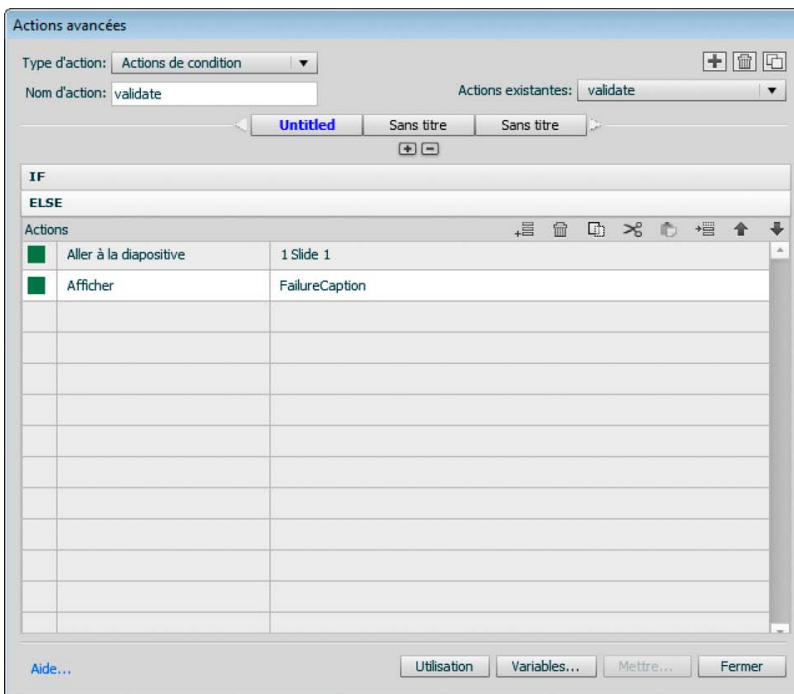 Actions avancées
Type d'action: Actions de condition
Nom d'action: validate
Actions existantes: validate
Untitled Sans titre Sans titre
IF
ELSE
Actions
Aller à la diapositive 1 Slide 1
Afficher FailureCaption
Aide... Utilisation Variables... Mettre... Fermer